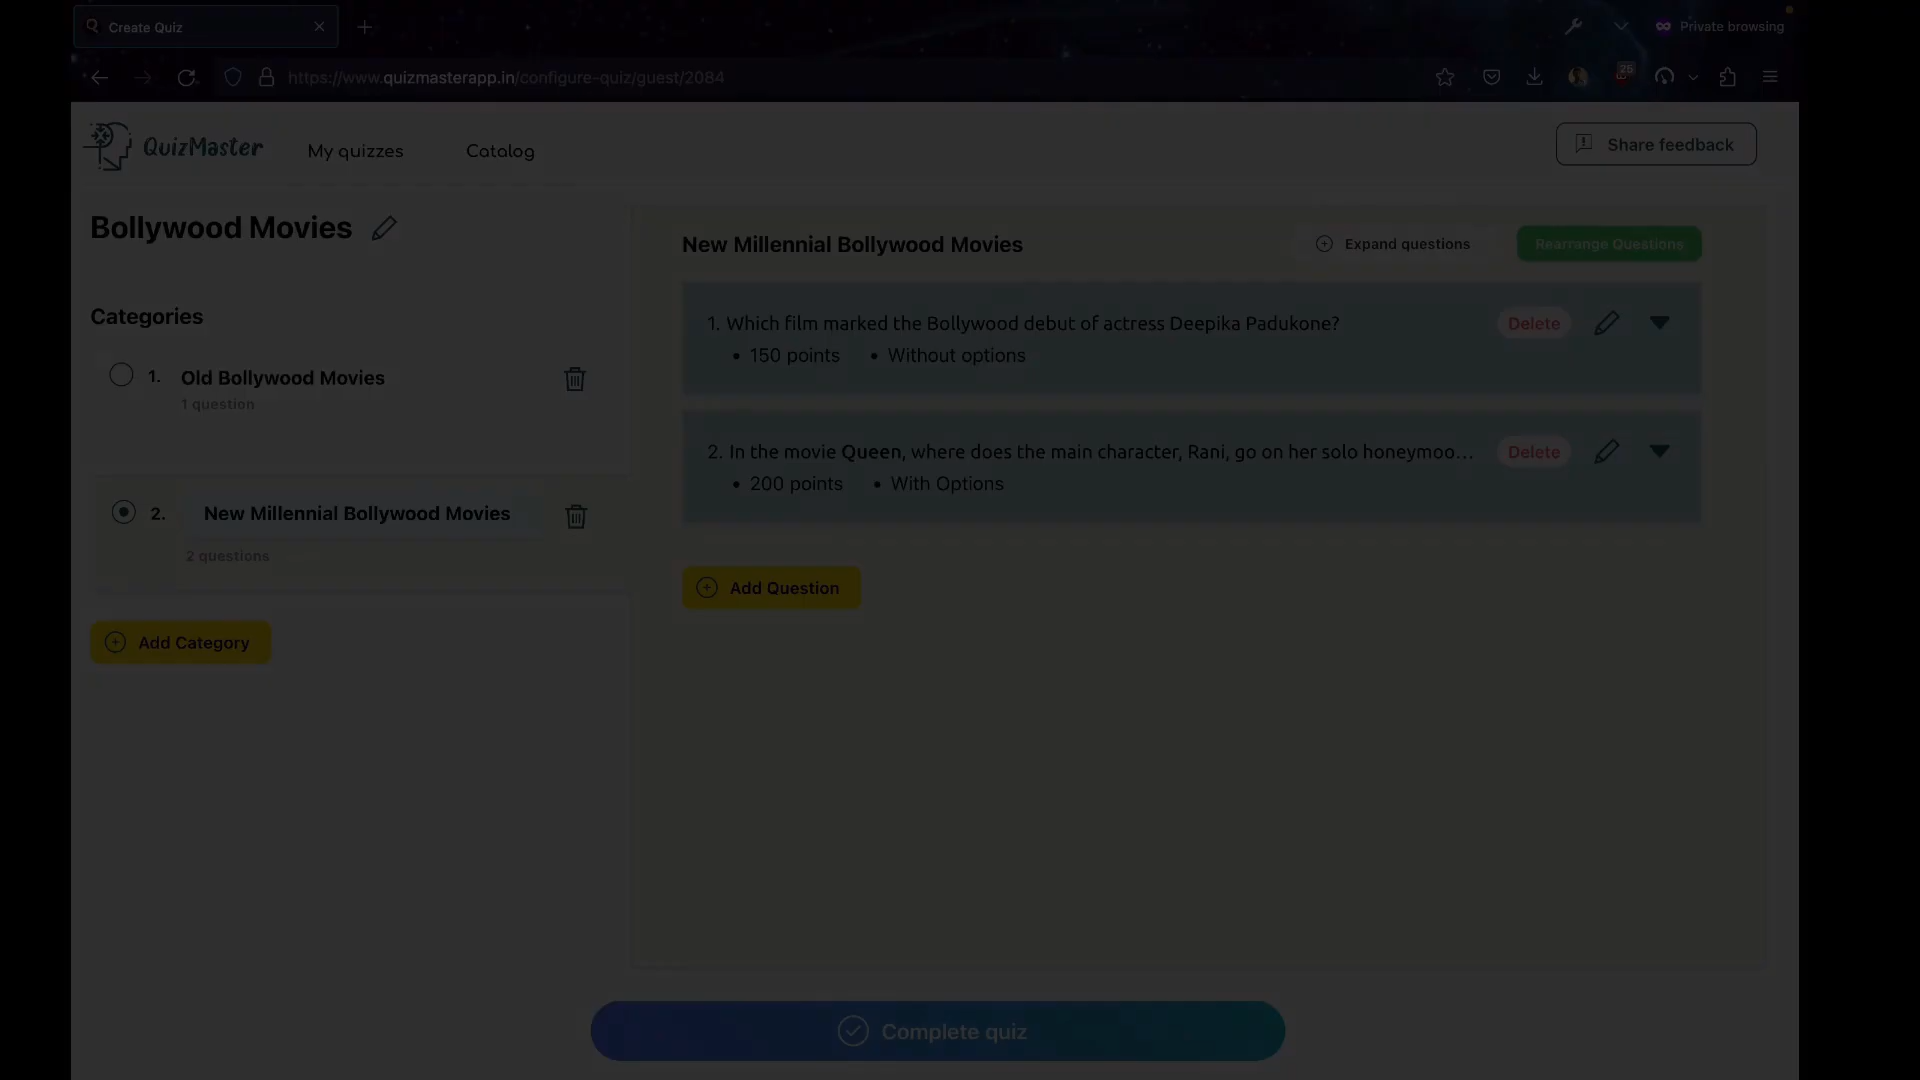 Create Quiz
Private browsing
https://www.quizmasterapp.in/configure-quiz/guest/2084
25
QuizMaster
My quizzes
Catalog
Share feedback
Bollywood Movies
Categories
1. Old Bollywood Movies
1 question
2. New Millennial Bollywood Movies
2 questions
Add Category
New Millennial Bollywood Movies
Expand questions
Rearrange Questions
1. Which film marked the Bollywood debut of actress Deepika Padukone?
Delete
• 150 points • Without options
2. In the movie Queen, where does the main character, Rani, go on her solo honeymoo...
Delete
• 200 points • With Options
Add Question
Complete quiz